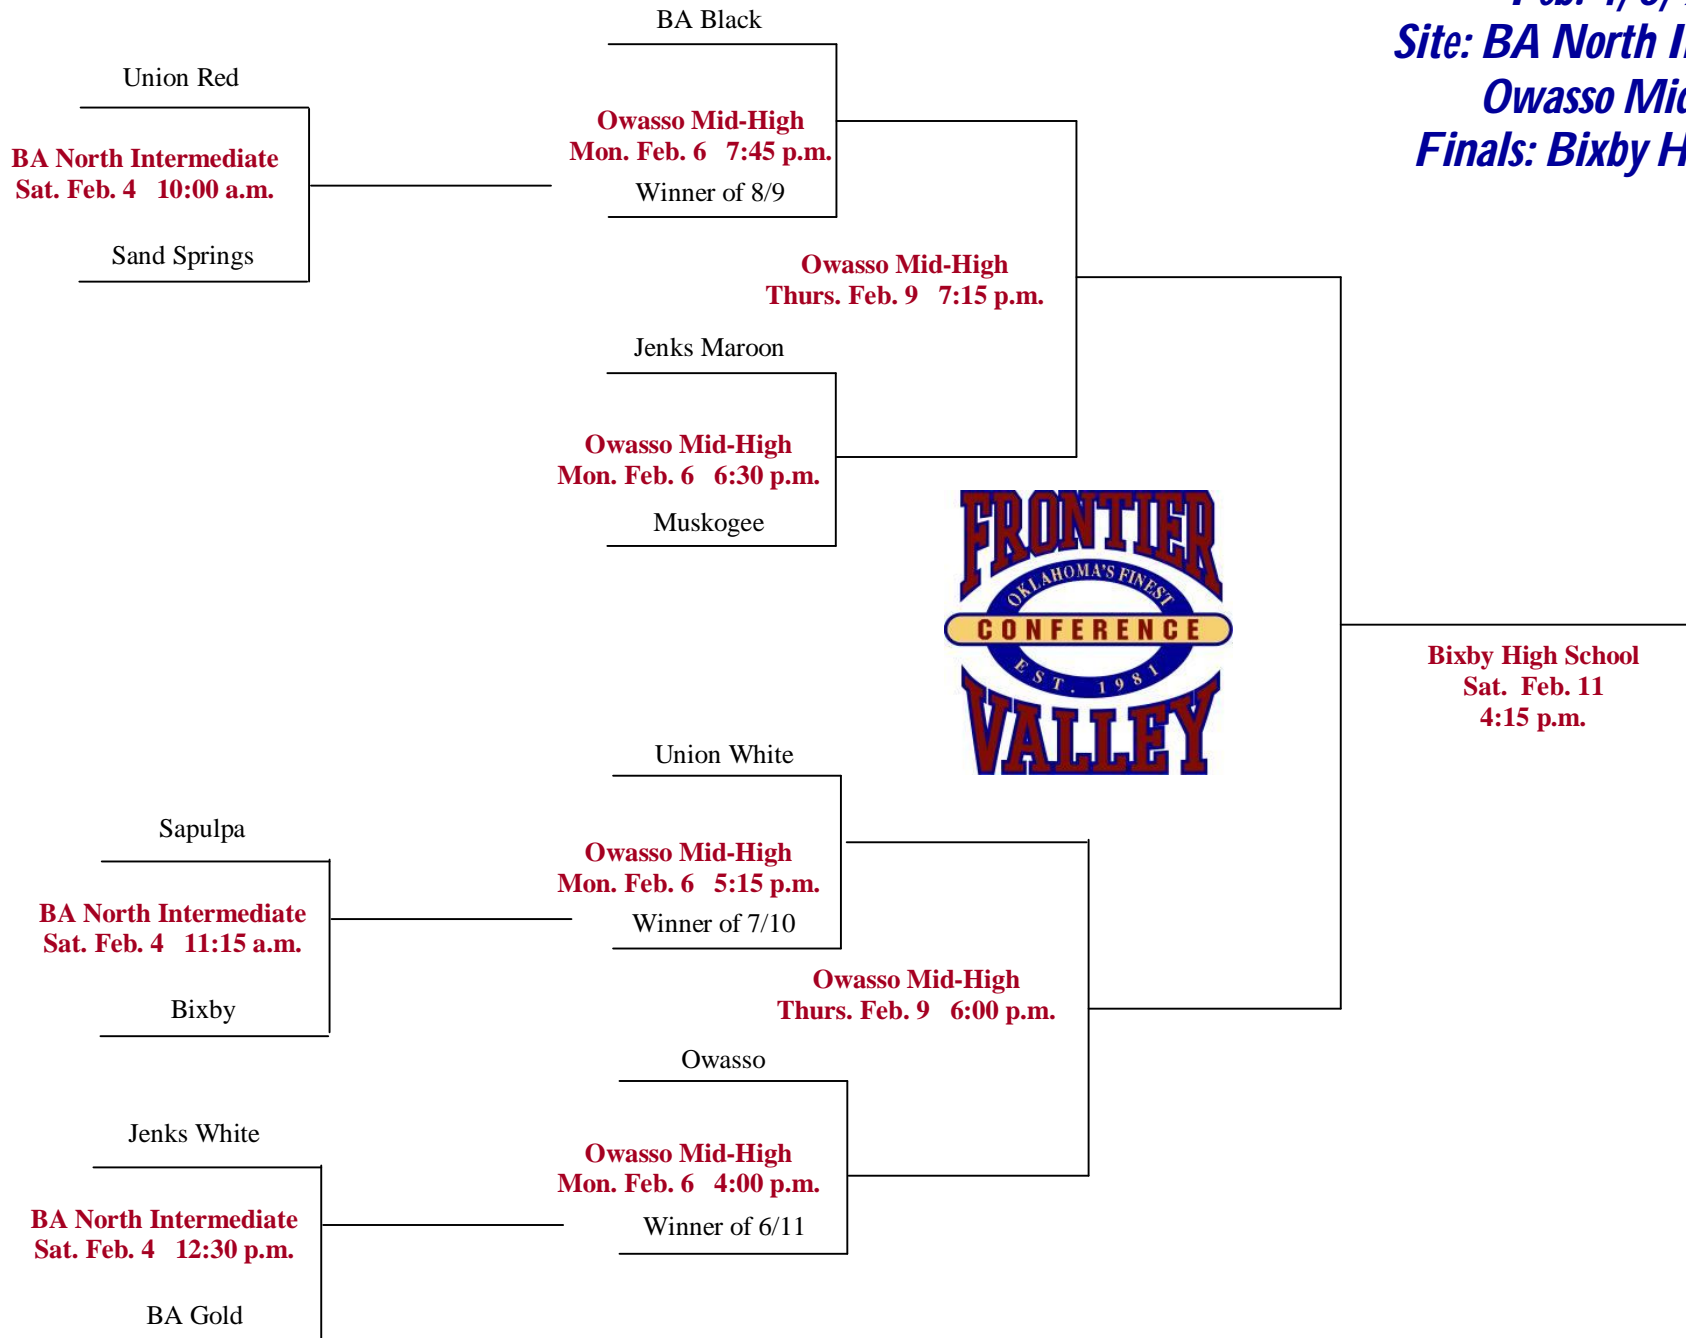 Site: BA North
Owasso
Finals: Bixby
BA Black
Union Red
Owasso Mid-High
Mon. Feb. 6 7:45 p.m.
BA North Intermediate
Sat. Feb. 4 10:00 a.m.
Winner of 8/9
Sand Springs
Owasso Mid-High
Thurs. Feb. 9 7:15 p.m.
Jenks Maroon
Owasso Mid-High
Mon. Feb. 6 6:30 p.m.
Muskogee
FRONTIER
OKLAHOMA'S FINEST
CONFERENCE
EST. 1981
VALLEY
Bixby High School
Sat. Feb. 11
4:15 p.m.
Union White
Sapulpa
Owasso Mid-High
Mon. Feb. 6 5:15 p.m.
BA North Intermediate
Sat. Feb. 4 11:15 a.m.
Winner of 7/10
Bixby
Owasso Mid-High
Thurs. Feb. 9 6:00 p.m.
Owasso
Jenks White
Owasso Mid-High
Mon. Feb. 6 4:00 p.m.
BA North Intermediate
Sat. Feb. 4 12:30 p.m.
Winner of 6/11
BA Gold